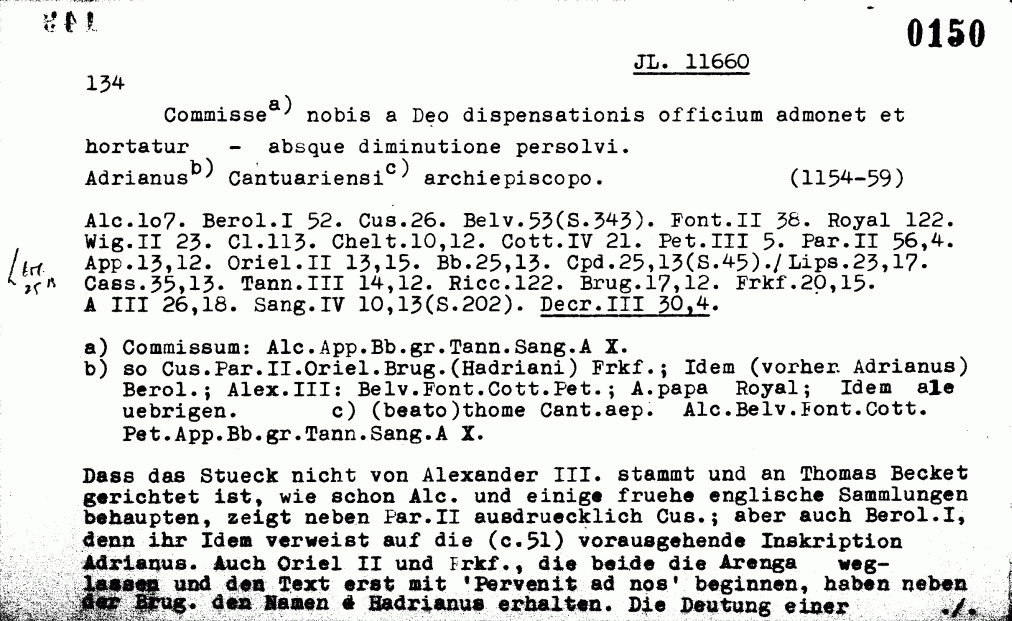 148
0150
JL. 11660
134
Commisse a) nobis a Deo dispensationis officium admonet et
hortatur - absque diminutione persolvi.
Adrianus b) Cantuariensi c) archiepiscopo. (1154-59)
Alc.1o7. Berol.I 52. Cus.26. Belv.53(S.343). Font.II 38. Royal 122.
Wig.II 23. Cl.113. Chelt.10,12. Cott.IV 21. Pet.III 5. Par.II 56,4.
App.13,12. Oriel.II 13,15. Bb.25,13. Cpd.25,13(S.45)./Lips.23,17.
Cass.35,13. Tann.III 14,12. Ricc.122. Brug.17,12. Frkf.20,15.
A III 26,18. Sang.IV 10,13(S.202). Decr.III 30,4.
a) Commissum: Alc.App.Bb.gr.Tann.Sang.A X.
b) so Cus.Par.II.Oriel.Brug.(Hadriani) Frkf.; Idem (vorher Adrianus)
Berol.; Alex.III: Belv.Font.Cott.Pet.; A.papa Royal; Idem ale
uebrigen. c) (beato)thome Cant.aep. Alc.Belv.Font.Cott.
Pet.App.Bb.gr.Tann.Sang.A X.
Dass das Stueck nicht von Alexander III. stammt und an Thomas Becket
gerichtet ist, wie schon Alc. und einige fruehe englische Sammlungen
behaupten, zeigt neben Par.II ausdruecklich Cus.; aber auch Berol.I,
denn ihr Idem verweist auf die (c.51) vorausgehende Inskription
Adrianus. Auch Oriel II und Frkf., die beide die Arenga weg-
lassen und den Text erst mit 'Pervenit ad nos' beginnen, haben neben
der Brug. den Namen Hadrianus erhalten. Die Deutung einer ./.